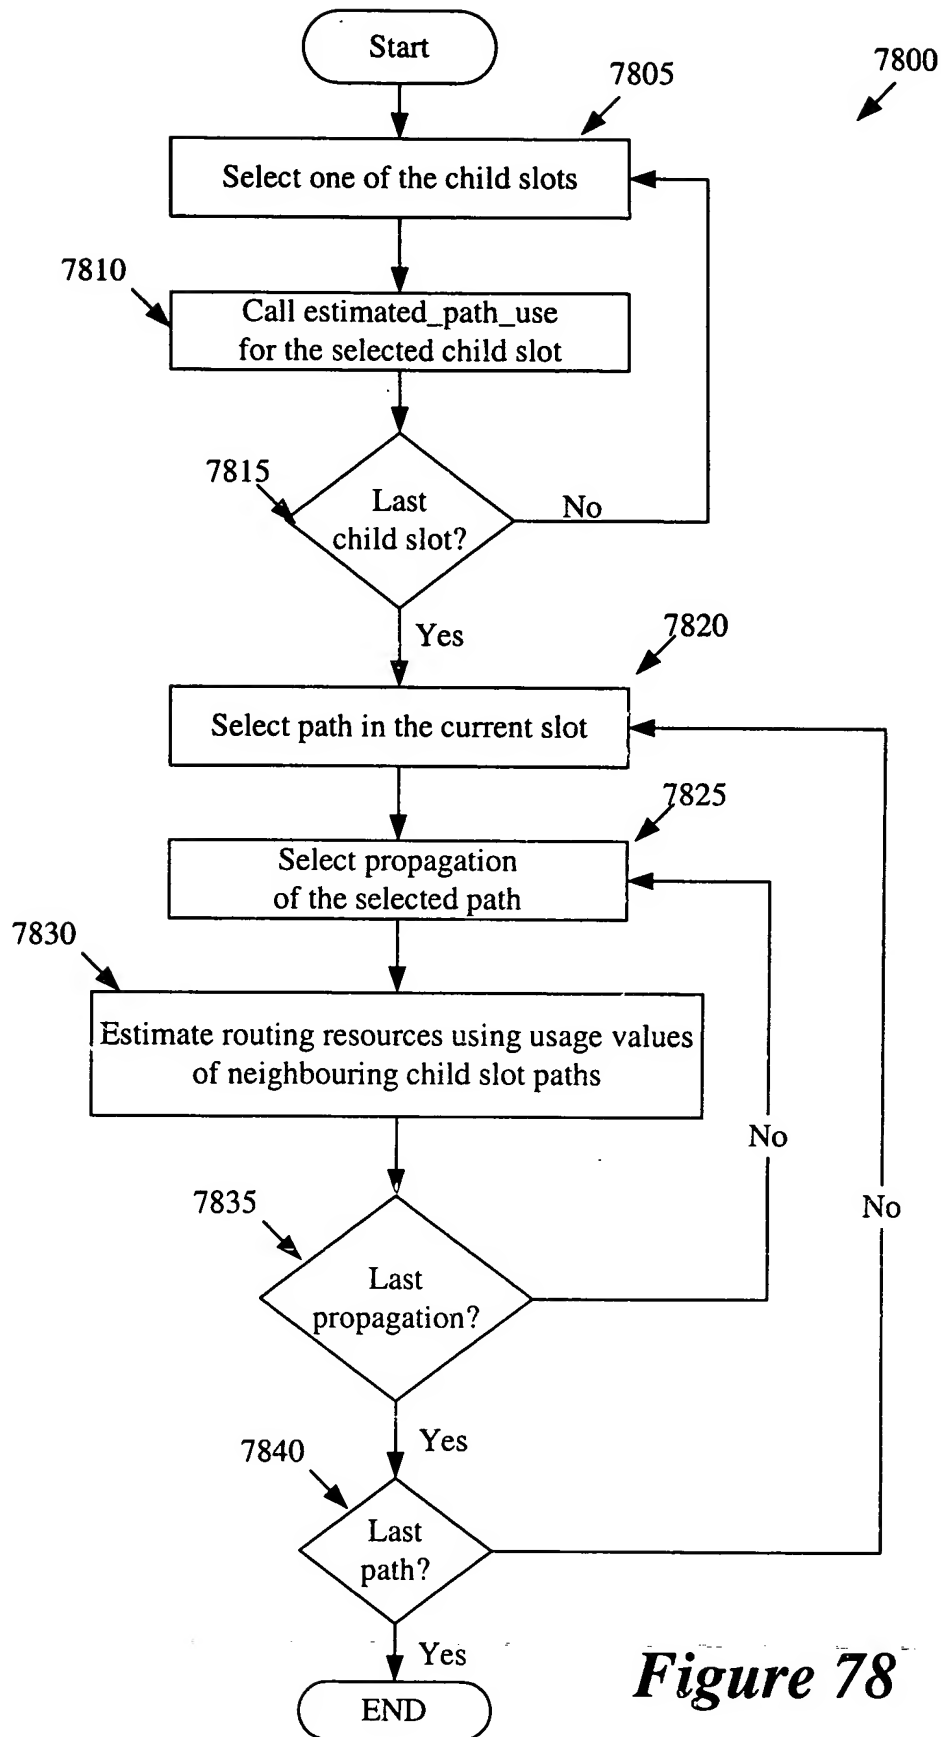 Start
7800
7805
Select one of the child slots
7810
Call estimated_path_use
for the selected child slot
7815
Last
child slot?
No
Yes
7820
Select path in the current slot
7825
Select propagation
of the selected path
7830
Estimate routing resources using usage values
of neighbouring child slot paths
No
7835
No
Last
propagation?
Yes
7840
Last
path?
Yes
Figure 78
END